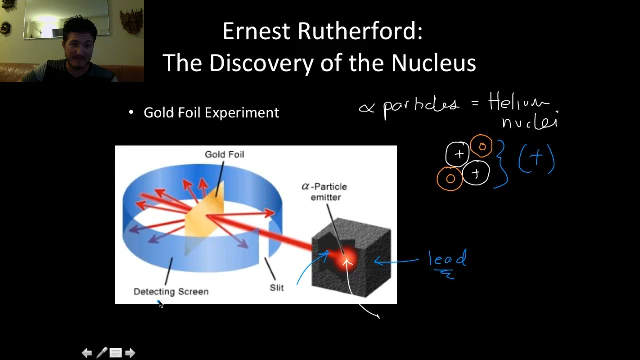 Ernest Rutherford:
The Discovery of the Nucleus
• Gold Foil Experiment
α particles = Helium
nuclei
+ o
o +
(+)
Gold Foil
α-Particle
emitter
lead
Detecting Screen
Slit